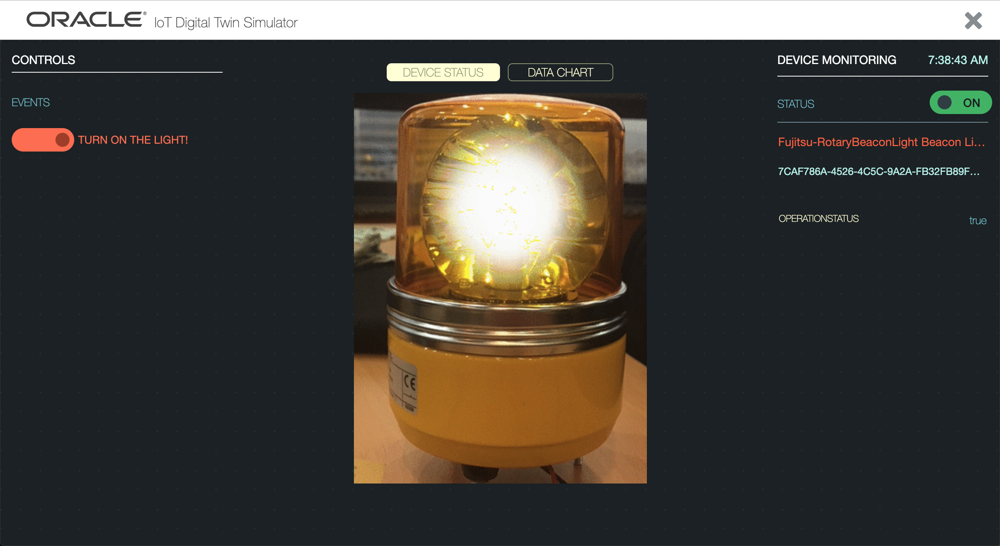 ORACLE® IoT Digital Twin Simulator
CONTROLS
EVENTS
TURN ON THE LIGHT!
DEVICE STATUS
DATA CHART
CE
DEVICE MONITORING 7:38:43 AM
STATUS ON
Fujitsu-RotaryBeaconLight Beacon Li...
7CAF786A-4526-4C5C-9A2A-FB32FB89F...
OPERATIONSTATUS true